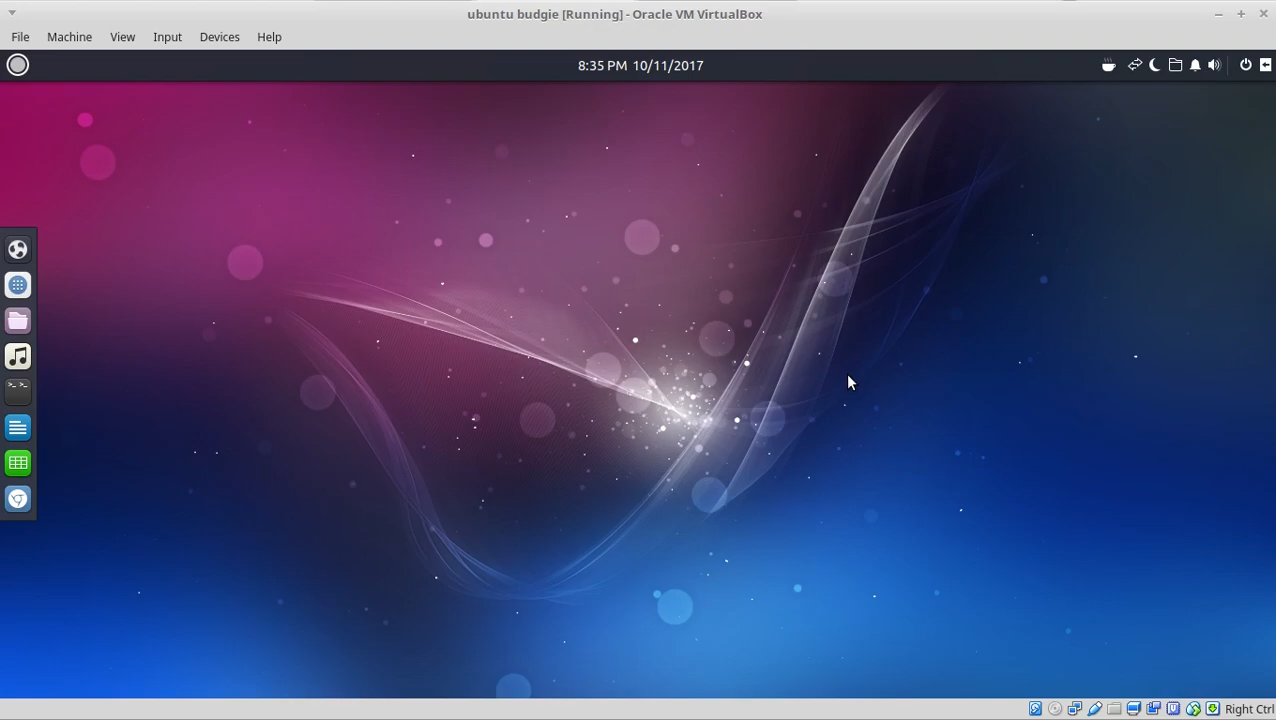 ubuntu budgie [Running] - Oracle VM VirtualBox
File Machine View Input Devices Help
8:35 PM 10/11/2017
Right Ctrl